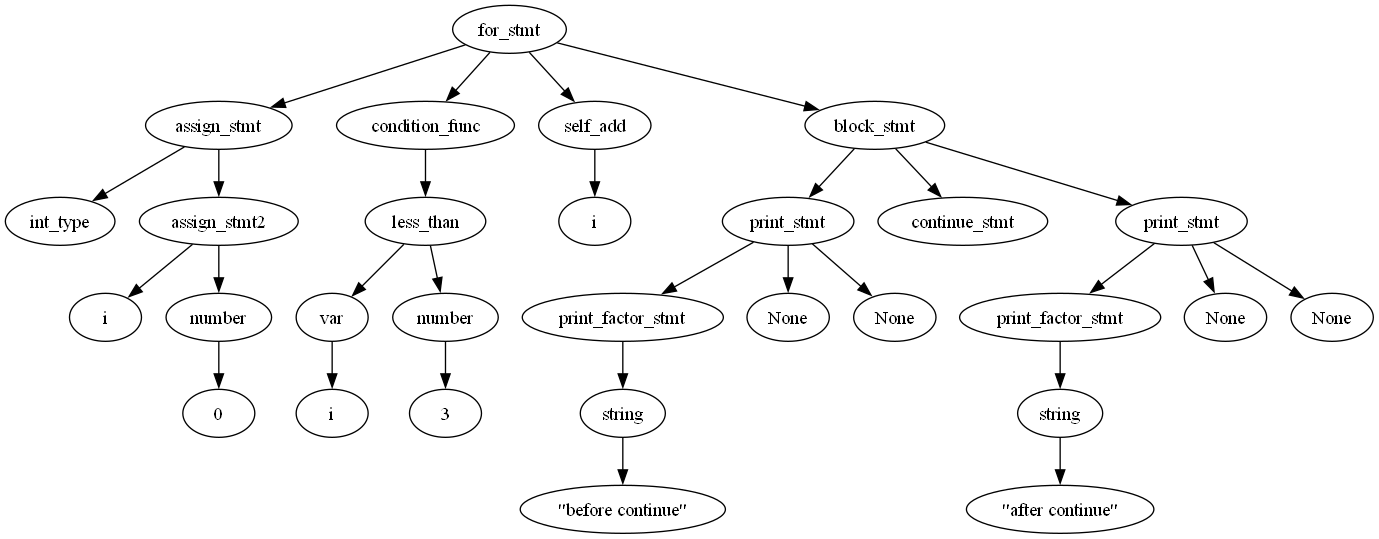 for_stmt
assign_stmt
condition_func
self_add
block_stmt
int_type
assign_stmt2
less_than
i
print_stmt
continue_stmt
print_stmt
i
number
var
number
print_factor_stmt
None
None
print_factor_stmt
None
None
0
i
3
string
string
"before continue"
"after continue"